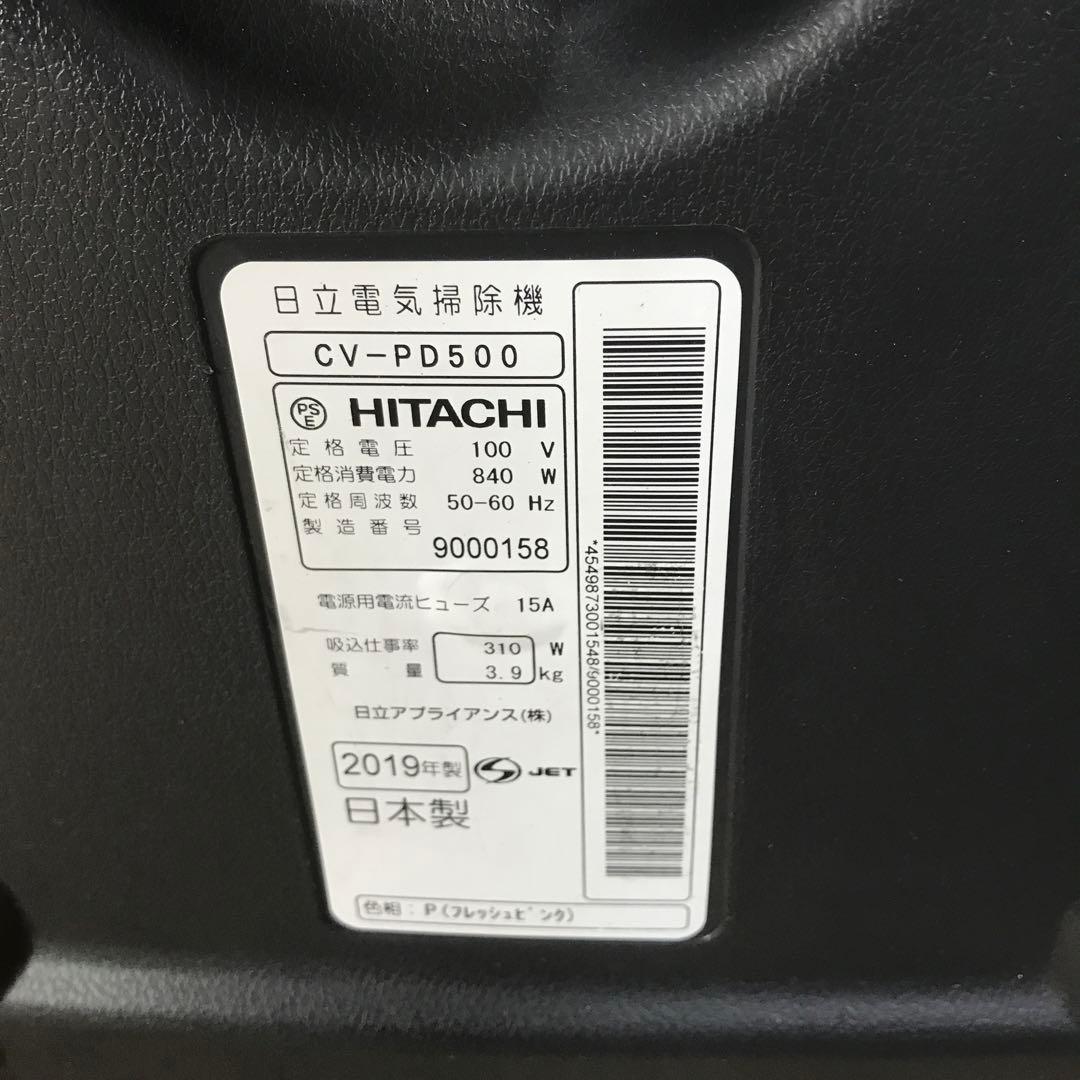 日立電気掃除機
CV-PD500
PS E HITACHI
定格電圧 100 V
定格消費電力 840 W
定格周波数 50-60 Hz
製造番号 9000158
電源用電流ヒューズ 15A
吸込仕事率 310 W
質量 3.9 kg
日立アプライアンス(株)
2019年製 S JET
日本製
色相: P(フレッシュピンク)
*4549873001548/9000158*